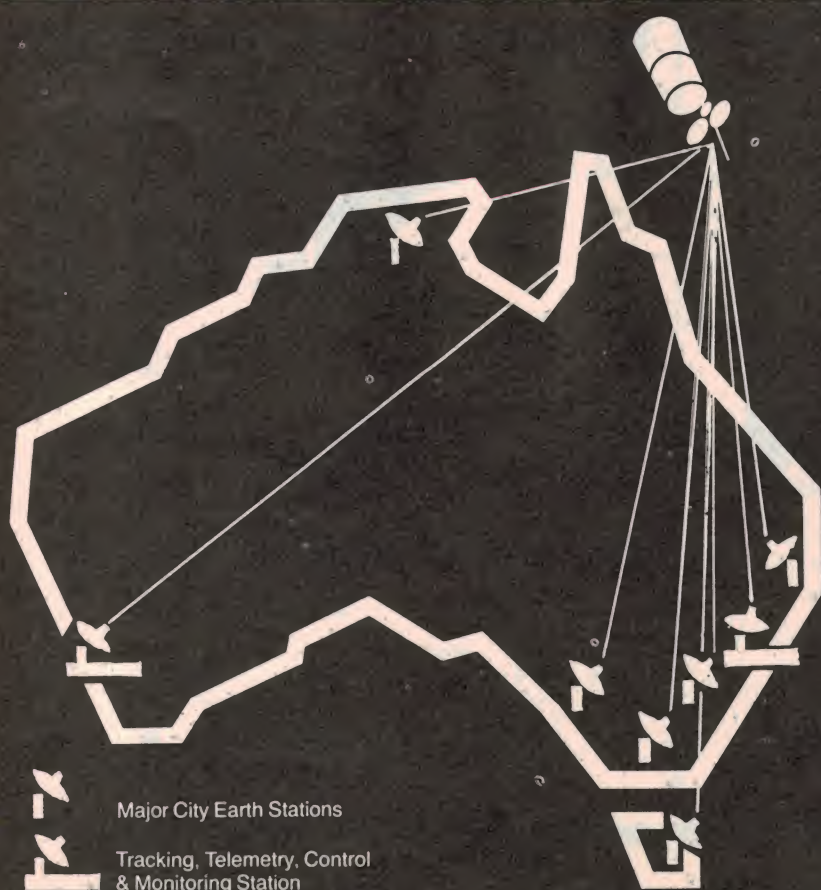 Major City Earth Stations
Tracking, Telemetry, Control
& Monitoring Station